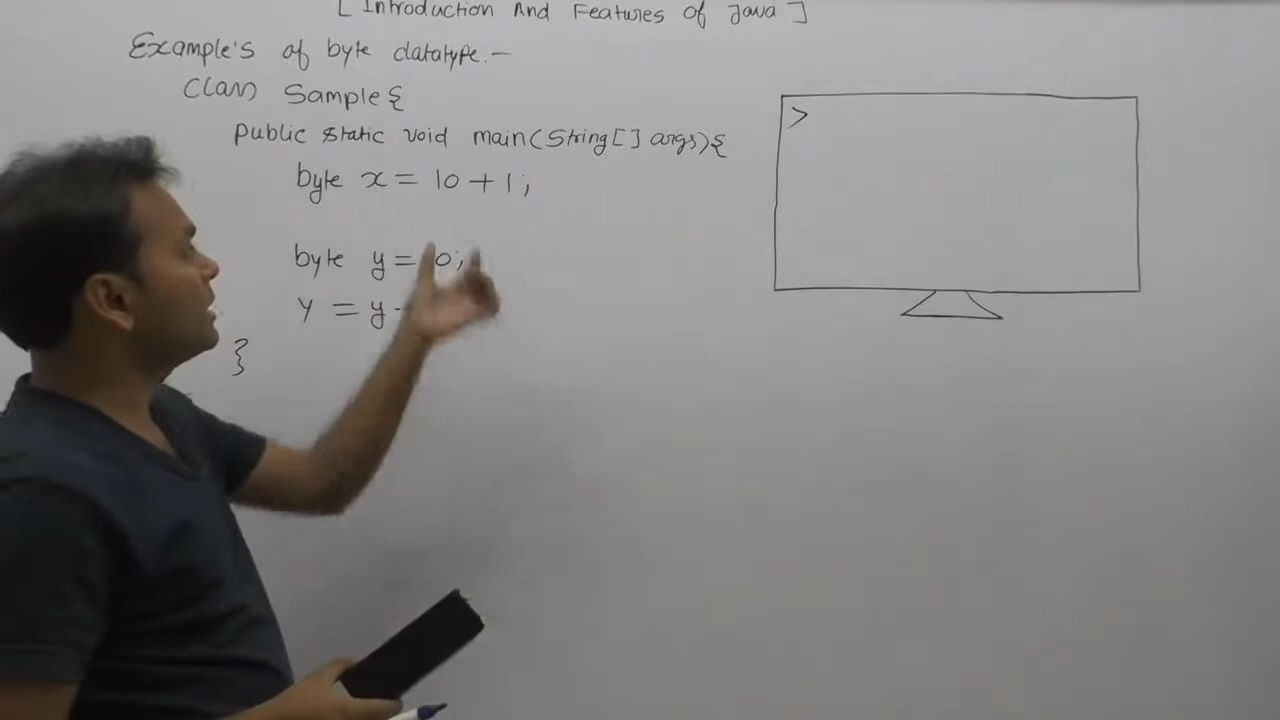 [Introduction And Features of Java]
Example's of byte datatype.-
Class Sample{
public static void main(String[] args){
byte x = 10 + 1;
byte y = 0;
Y = y
}
>